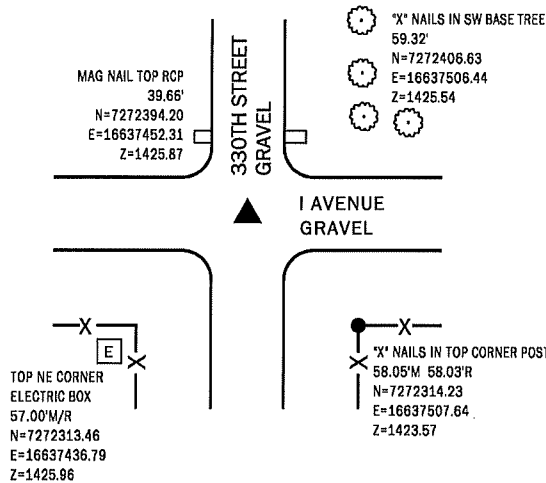 "X" NAILS IN SW BASE TREE
59.32'
N=7272406.63
E=16637506.44
Z=1425.54
MAG NAIL TOP RCP
39.66'
N=7272394.20
E=16637452.31
Z=1425.87
330TH STREET
GRAVEL
I AVENUE
GRAVEL
X
X
E
X
X
TOP NE CORNER
ELECTRIC BOX
57.00'M/R
N=7272313.46
E=16637436.79
Z=1425.96
"X" NAILS IN TOP CORNER POST
58.05'M 58.03'R
N=7272314.23
E=16637507.64
Z=1423.57